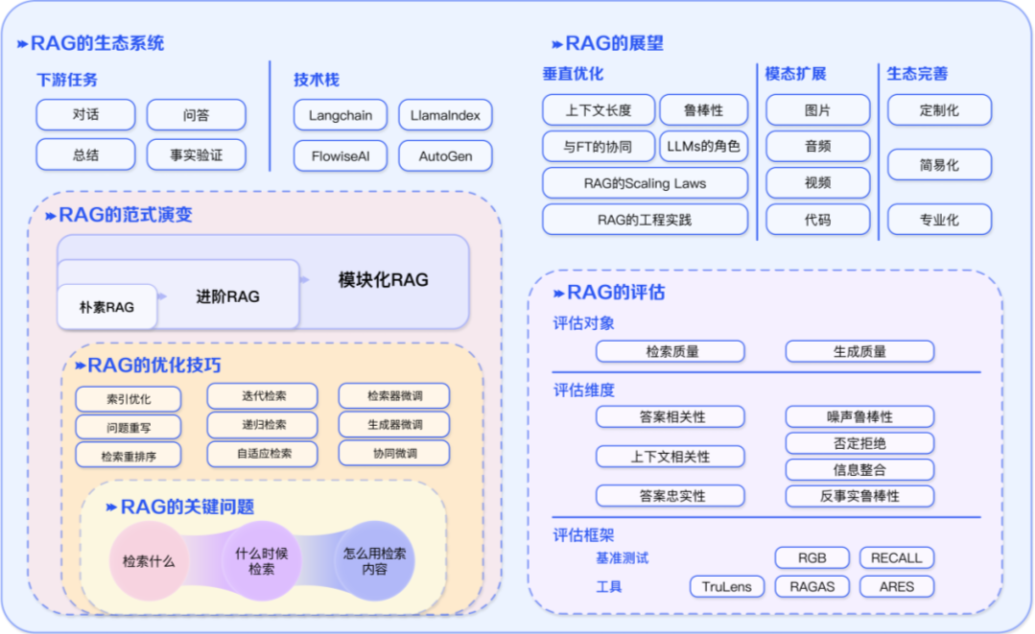 RAG的生态系统
下游任务
对话
问答
总结
事实验证
技术栈
Langchain
LlamaIndex
FlowiseAI
AutoGen
RAG的范式演变
朴素RAG
进阶RAG
模块化RAG
RAG的优化技巧
索引优化
迭代检索
检索器微调
问题重写
递归检索
生成器微调
检索重排序
自适应检索
协同微调
RAG的关键问题
检索什么
什么时候
检索
怎么用检索
内容
RAG的展望
垂直优化
上下文长度
鲁棒性
与FT的协同
LLMs的角色
RAG的Scaling Laws
RAG的工程实践
模态扩展
图片
音频
视频
代码
生态完善
定制化
简易化
专业化
RAG的评估
评估对象
检索质量
生成质量
评估维度
答案相关性
上下文相关性
答案忠实性
噪声鲁棒性
否定拒绝
信息整合
反事实鲁棒性
评估框架
基准测试
RGB
RECALL
工具
TruLens
RAGAS
ARES